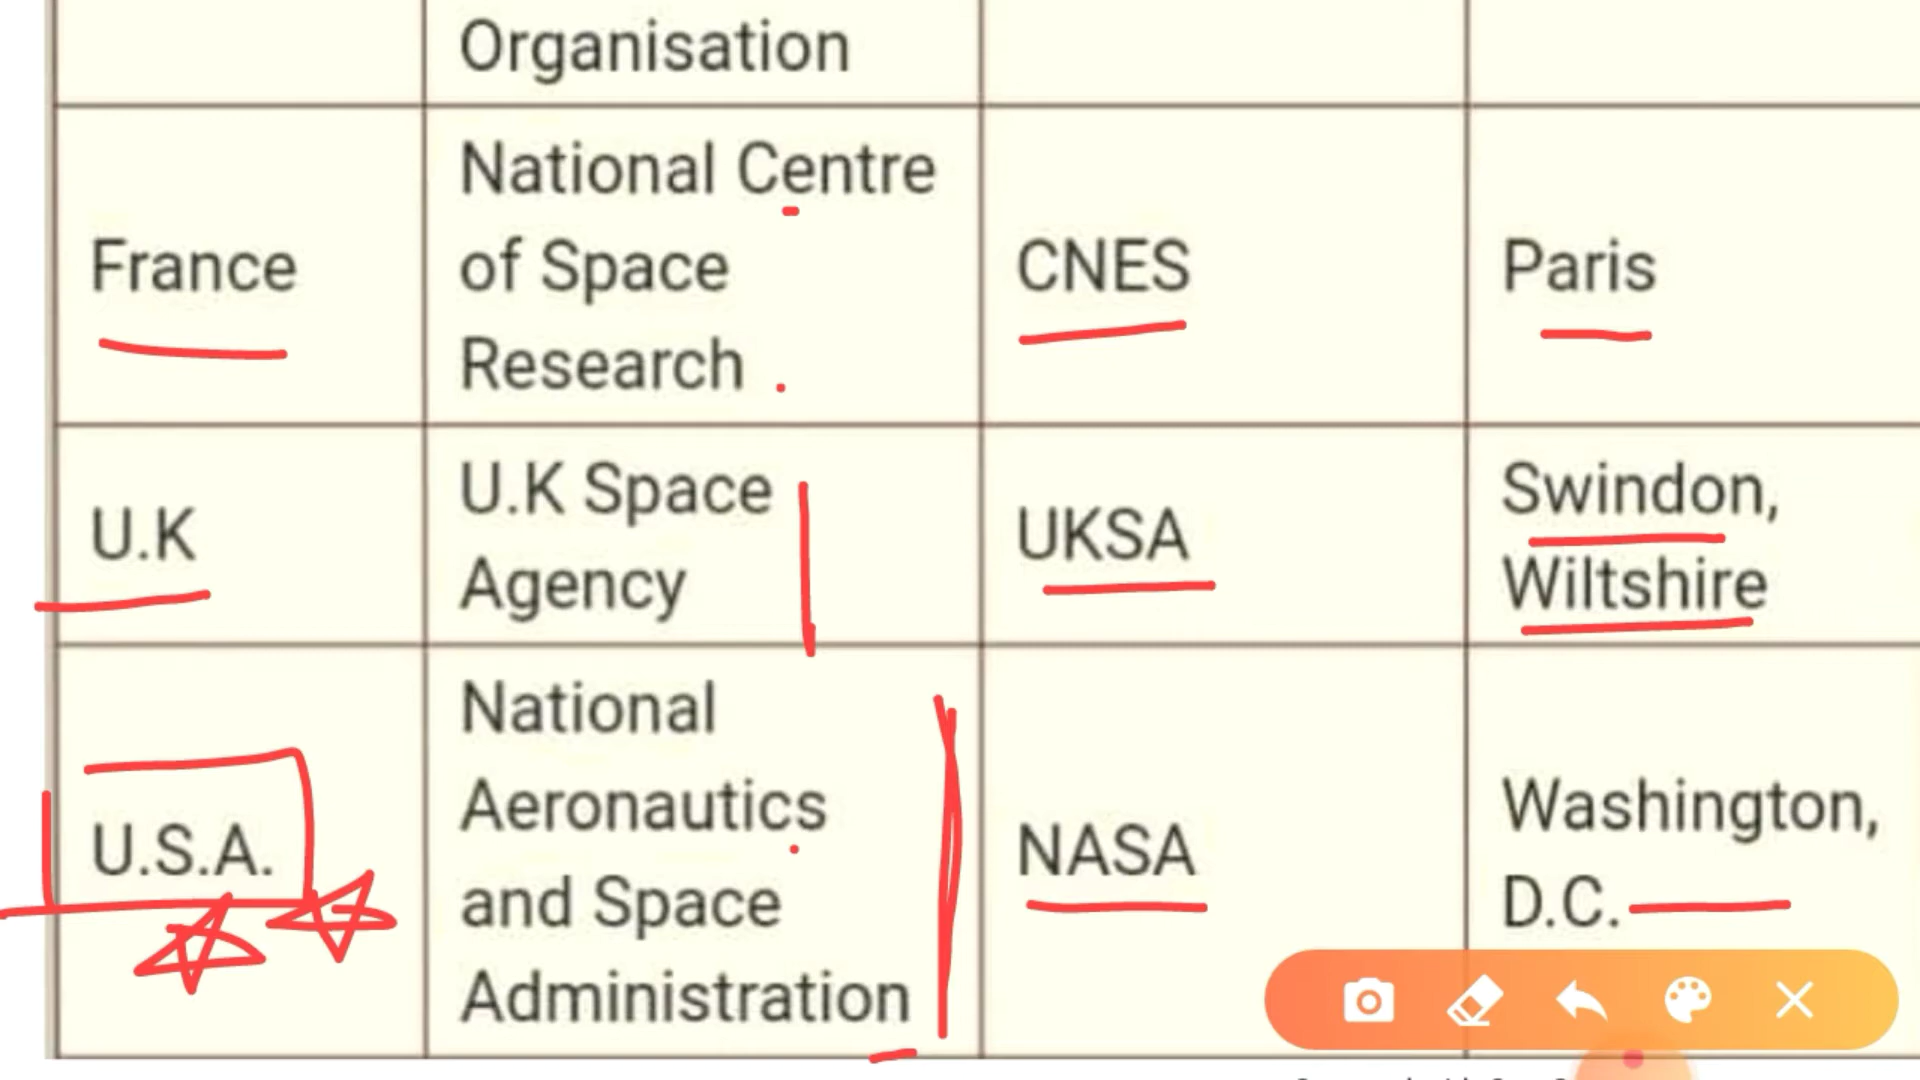 Organisation
France
National Centre
of Space
Research
CNES
Paris
U.K
U.K Space
Agency
UKSA
Swindon,
Wiltshire
U.S.A.
National
Aeronautics
and Space
Administration
NASA
Washington,
D.C.